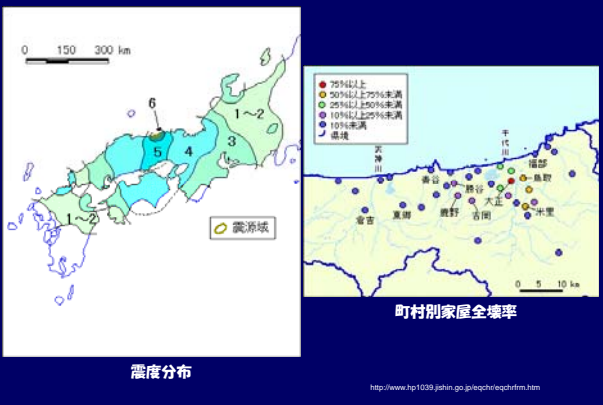 0 150 300 km
6
1～2
5
4
3
1～2
震源域
震度分布
75%以上
50%以上75%未満
25%以上50%未満
10%以上25%未満
10%未満
県境
天神川
千代川
福部
鳥取
青谷
勝谷
大正
倉吉
東郷
鹿野
吉岡
米里
0 5 10 km
町村別家屋全壊率
http://www.hp1039.jishin.go.jp/eqchr/eqchrfrm.htm